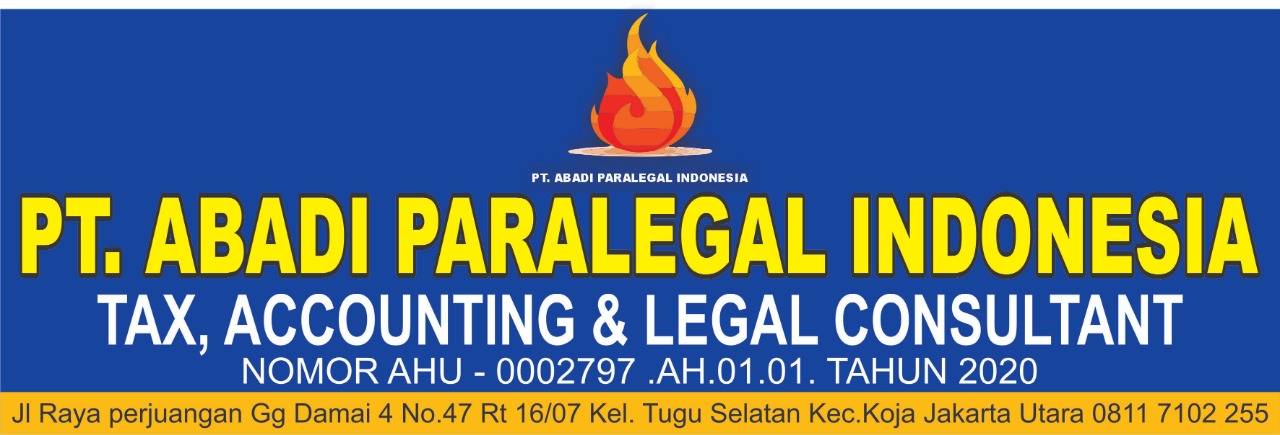 PT. ABADI PARALEGAL INDONESIA
PT. ABADI PARALEGAL INDONESIA
TAX, ACCOUNTING & LEGAL CONSULTANT
NOMOR AHU - 0002797 .AH.01.01. TAHUN 2020
Jl Raya perjuangan Gg Damai 4 No.47 Rt 16/07 Kel. Tugu Selatan Kec.Koja Jakarta Utara 0811 7102 255